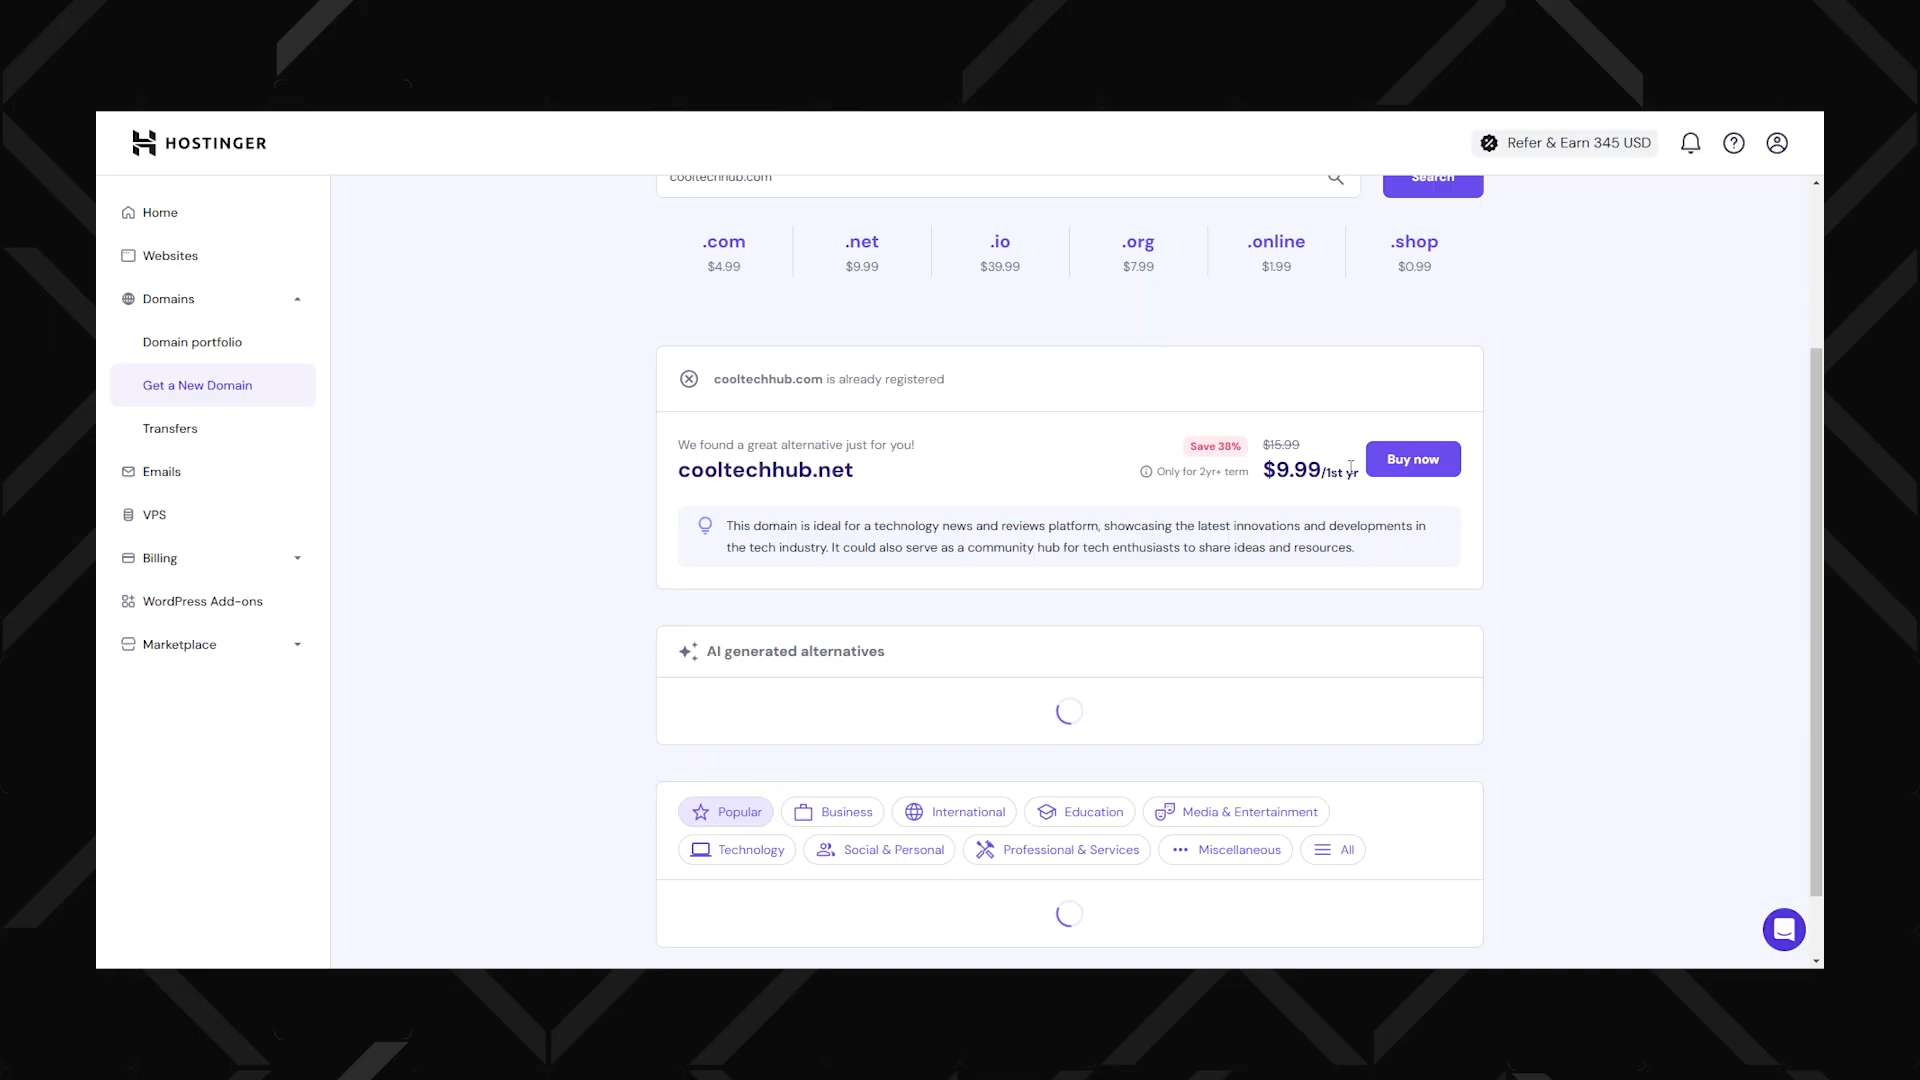 HOSTINGER
Refer & Earn 345 USD
cooltechhub.com
Search
Home
Websites
Domains
Domain portfolio
Get a New Domain
Transfers
Emails
VPS
Billing
WordPress Add-ons
Marketplace
.com
$4.99
.net
$9.99
.io
$39.99
.org
$7.99
.online
$1.99
.shop
$0.99
cooltechhub.com is already registered
We found a great alternative just for you!
cooltechhub.net
Save 38%
$15.99
Only for 2yr+ term
$9.99/1st yr
Buy now
This domain is ideal for a technology news and reviews platform, showcasing the latest innovations and developments in
the tech industry. It could also serve as a community hub for tech enthusiasts to share ideas and resources.
AI generated alternatives
Popular
Business
International
Education
Media & Entertainment
Technology
Social & Personal
Professional & Services
Miscellaneous
All